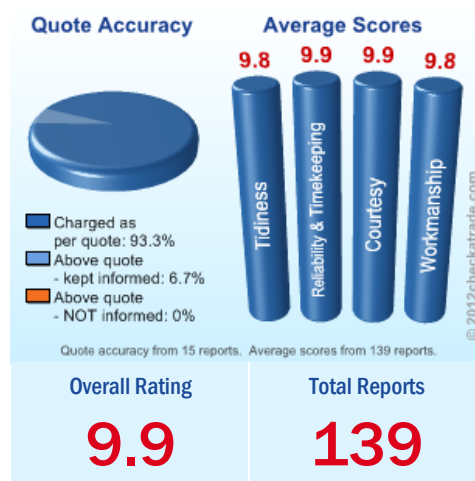 Quote Accuracy
Average Scores
9.8
9.9
9.9
9.8
Tidiness
Reliability & Timekeeping
Courtesy
Workmanship
Charged as
per quote: 93.3%
Above quote
- kept informed: 6.7%
Above quote
- NOT informed: 0%
© 2012checkatrade.com
Quote accuracy from 15 reports. Average scores from 139 reports.
Overall Rating
Total Reports
9.9
139